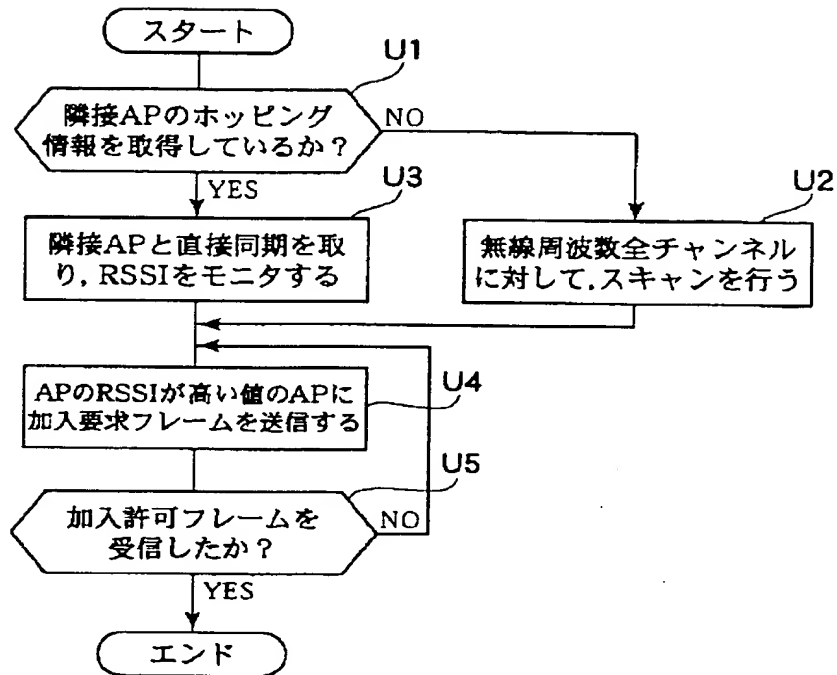 スタート
U1
隣接APのホッピング
情報を取得しているか?
NO
YES
U3
隣接APと直接同期を取
り,RSSIをモニタする
U2
無線周波数全チャンネル
に対して,スキャンを行う
U4
APのRSSIが高い値のAPに
加入要求フレームを送信する
U5
加入許可フレームを
受信したか?
NO
YES
エンド